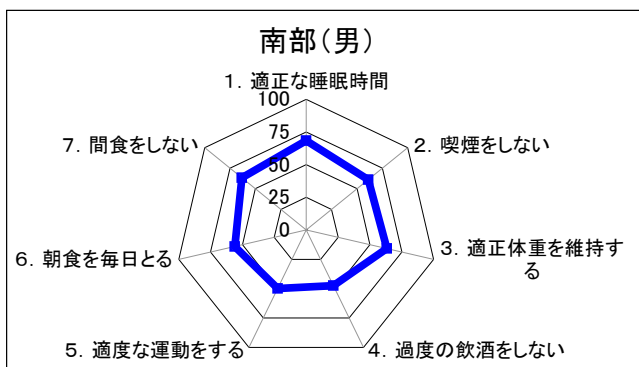 南部(男)
1. 適正な睡眠時間
100
75
50
25
0
2. 喫煙をしない
3. 適正体重を維持す
る
4. 過度の飲酒をしない
5. 適度な運動をする
6. 朝食を毎日とる
7. 間食をしない